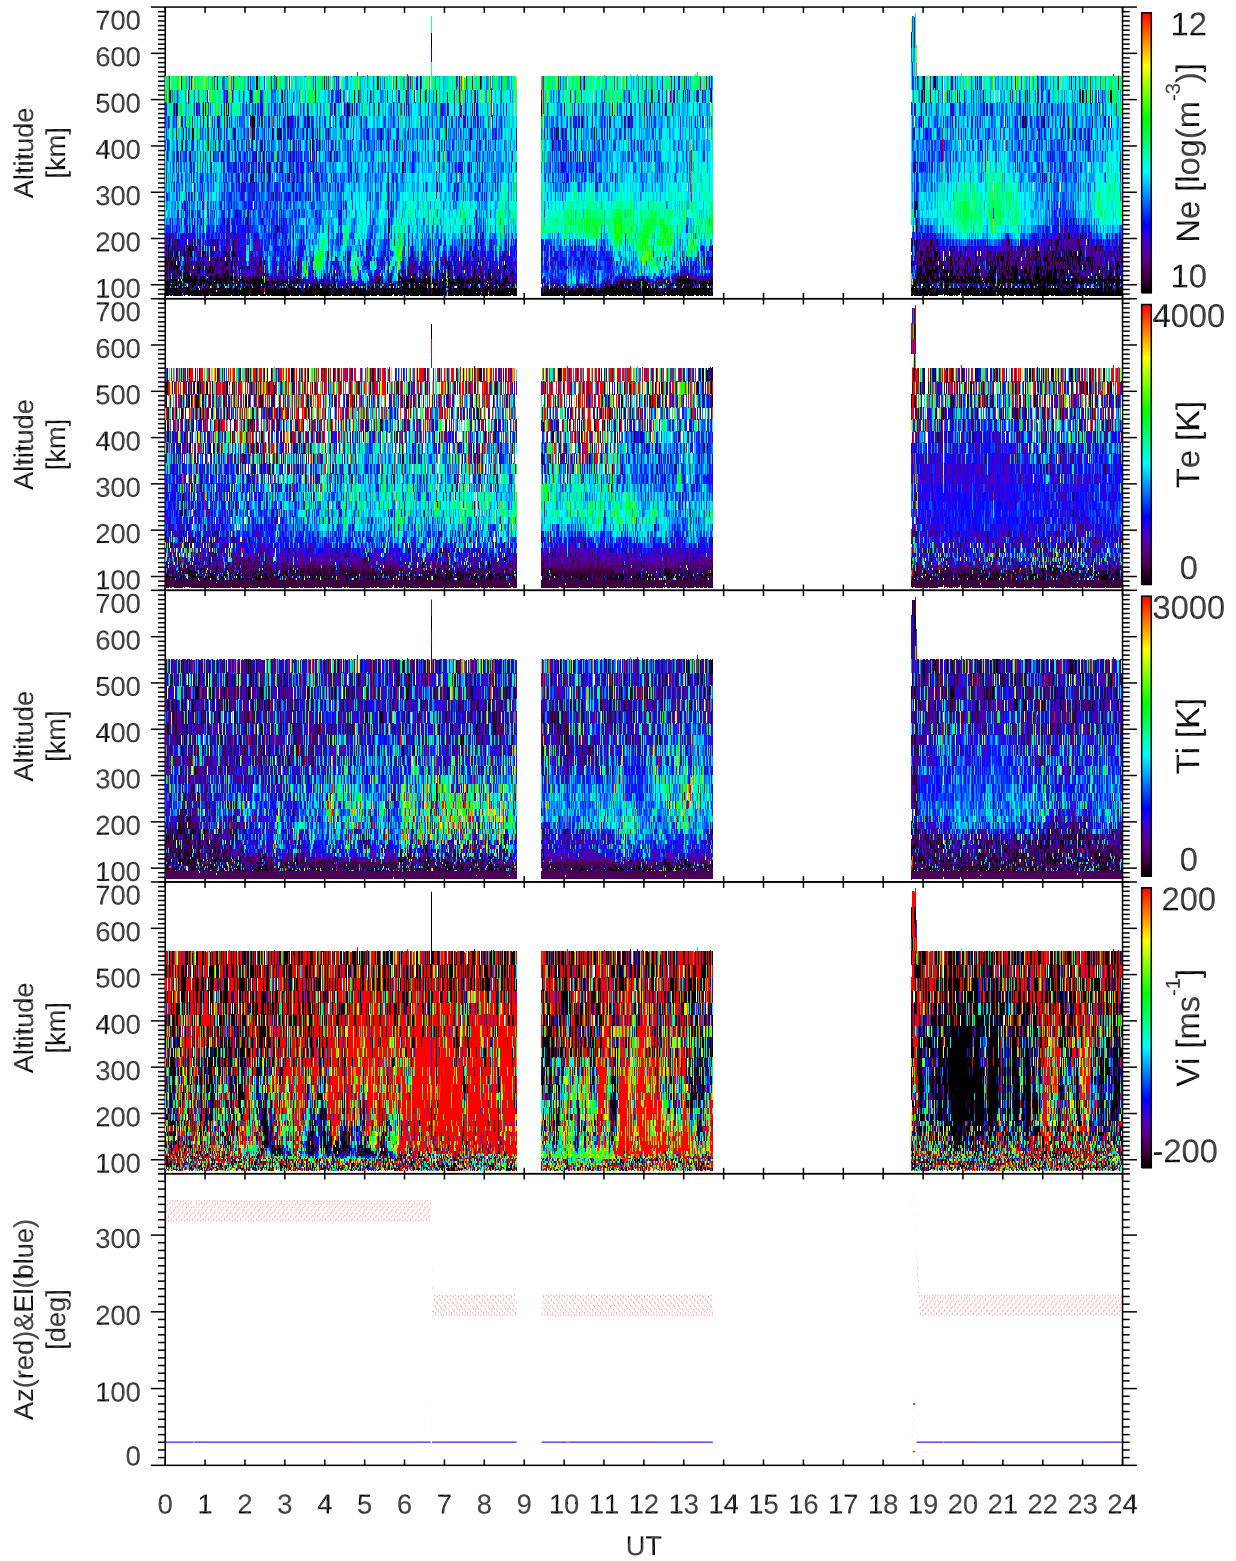 700
600
500
400
300
200
100
Altitude
[km]
12
Ne [log(m⁻³)]
10
700
600
500
400
300
200
100
Altitude
[km]
4000
Te [K]
0
700
600
500
400
300
200
100
Altitude
[km]
3000
Ti [K]
0
700
600
500
400
300
200
100
Altitude
[km]
200
Vi [ms⁻¹]
-200
300
200
100
0
Az(red)&El(blue)
[deg]
0 1 2 3 4 5 6 7 8 9 10 11 12 13 14 15 16 17 18 19 20 21 22 23 24
UT